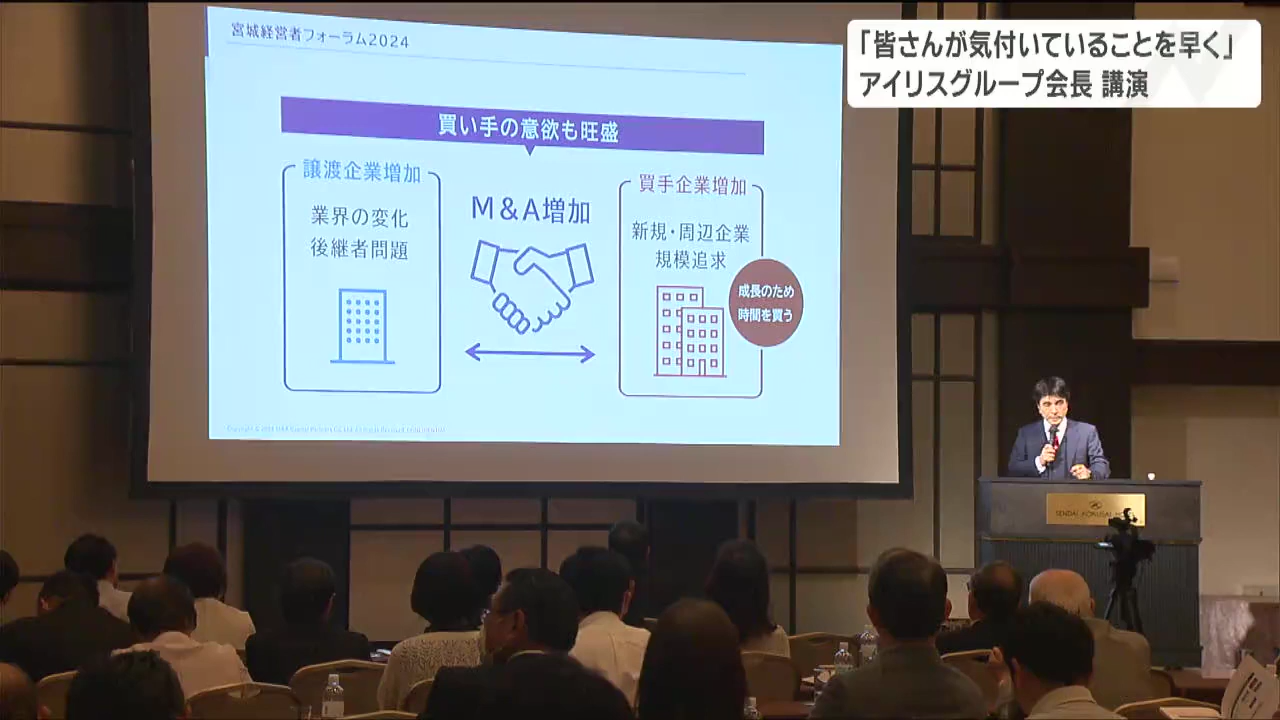 宮城経営者フォーラム2024
「皆さんが気付いていることを早く」
アイリスグループ会長 講演
買い手の意欲も旺盛
譲渡企業増加
業界の変化
後継者問題
M&A増加
買手企業増加
新規・周辺企業
規模追求
成長のため
時間を買う
SENDAI KOKUSAI HOTEL